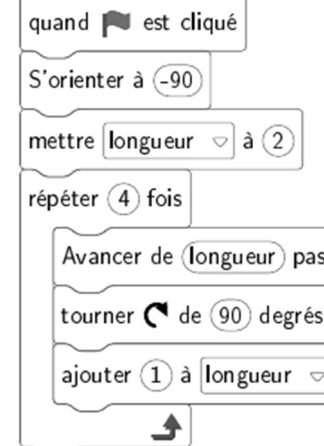 quand est cliqué
S'orienter à -90
mettre longueur à 2
répéter 4 fois
Avancer de longueur pas
tourner de 90 degrés
ajouter 1 à longueur